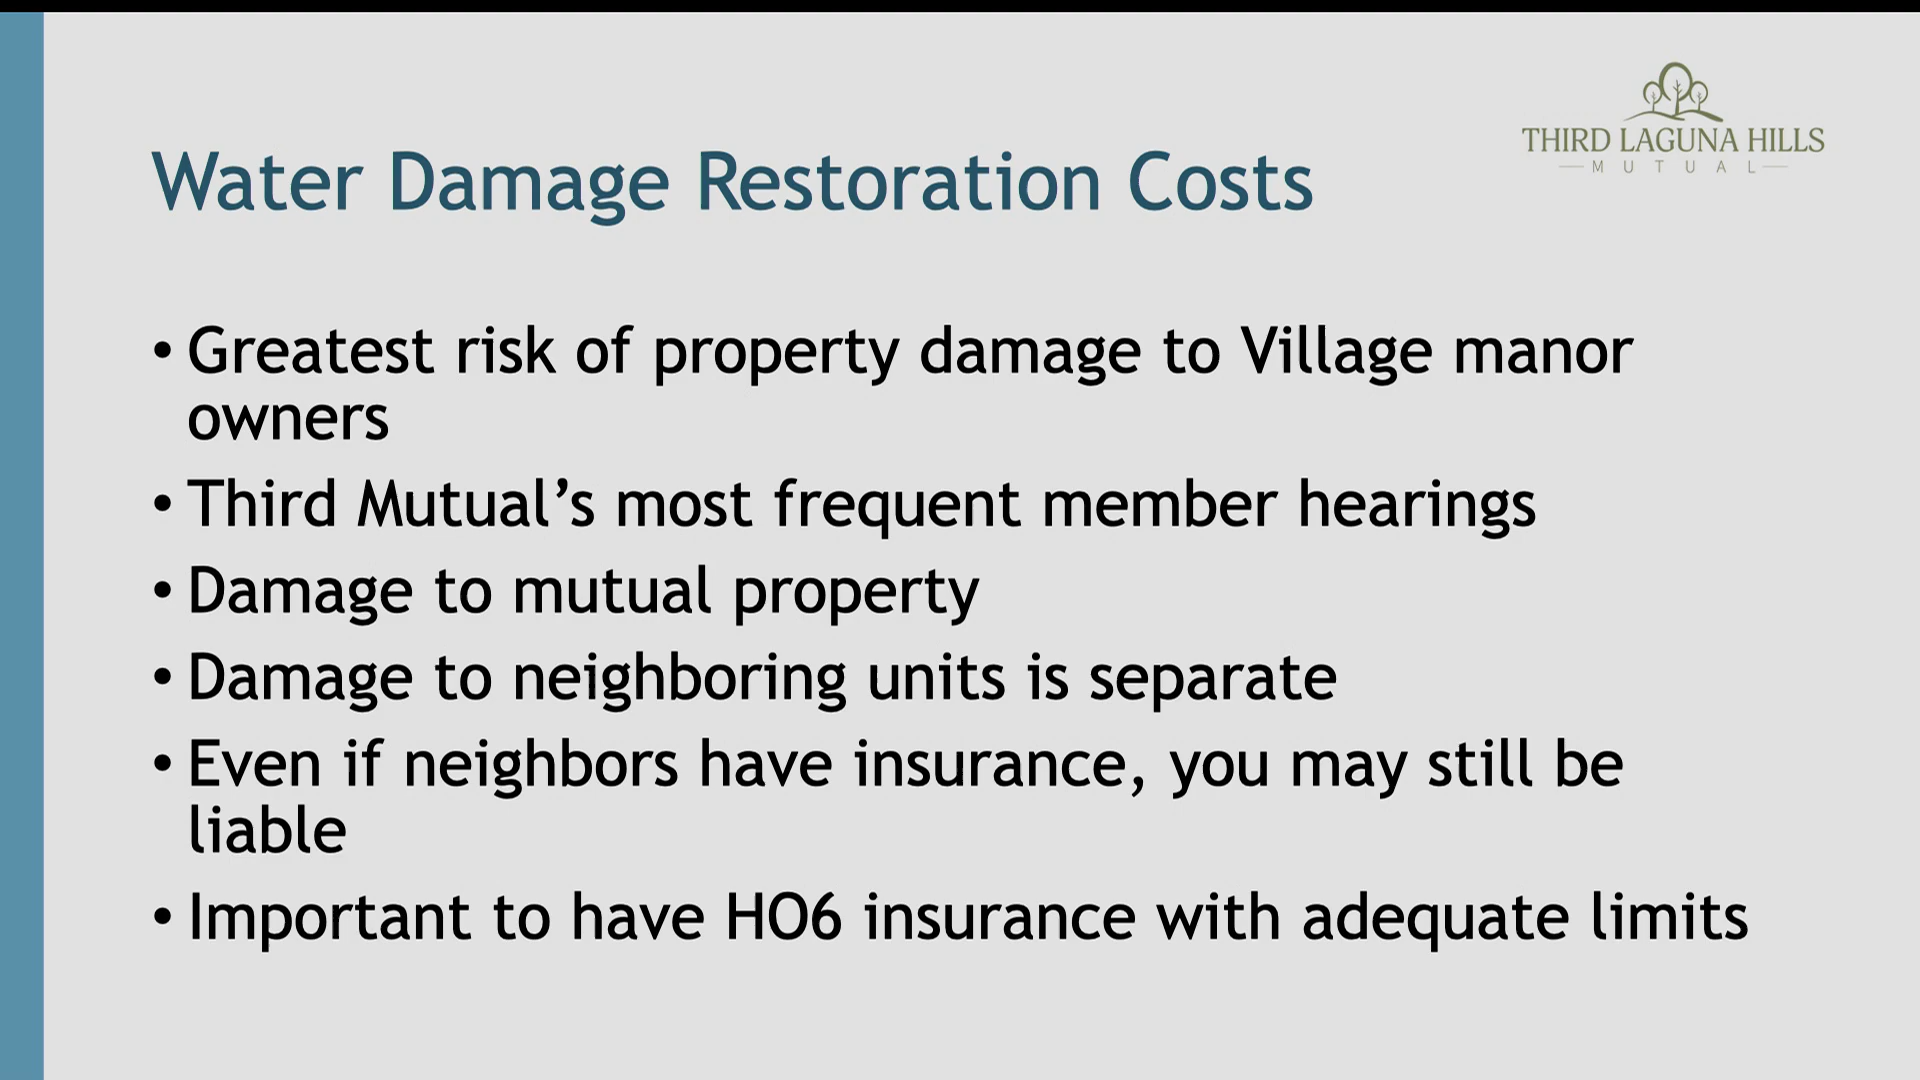 THIRD LAGUNA HILLS
MUTUAL
Water Damage Restoration Costs
• Greatest risk of property damage to Village manor
owners
• Third Mutual’s most frequent member hearings
• Damage to mutual property
• Damage to neighboring units is separate
• Even if neighbors have insurance, you may still be
liable
• Important to have HO6 insurance with adequate limits